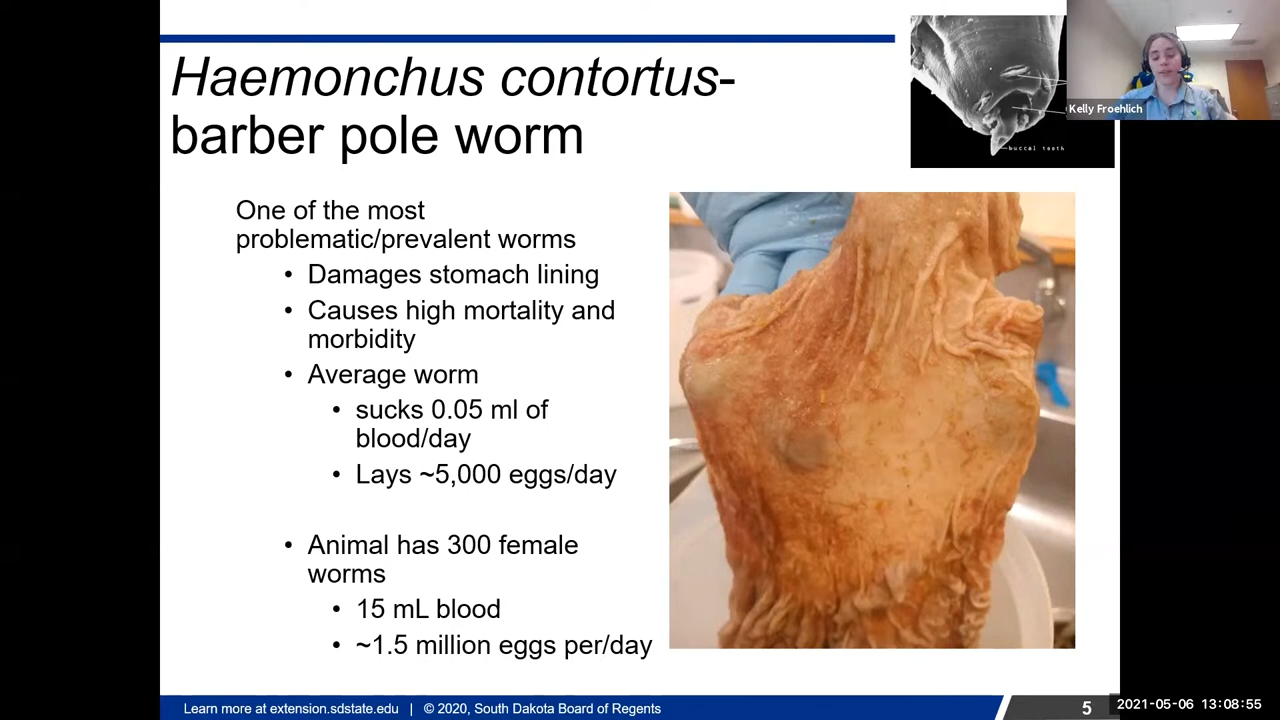 Haemonchus contortus-
barber pole worm
buccal tooth
Kelly Froehlich
One of the most
problematic/prevalent worms
• Damages stomach lining
• Causes high mortality and
morbidity
• Average worm
• sucks 0.05 ml of
blood/day
• Lays ~5,000 eggs/day
• Animal has 300 female
worms
• 15 mL blood
• ~1.5 million eggs per/day
Learn more at extension.sdstate.edu | © 2020, South Dakota Board of Regents
5
2021-05-06 13:08:55